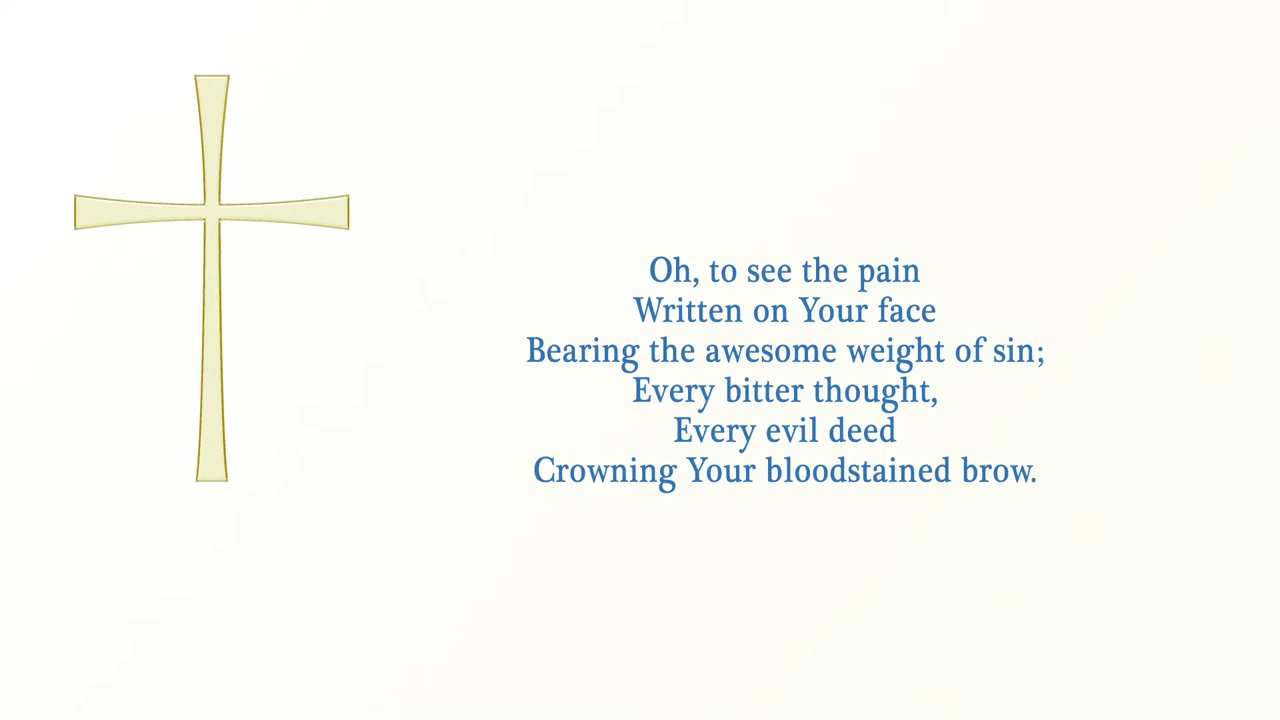 Oh, to see the pain
Written on Your face
Bearing the awesome weight of sin;
Every bitter thought,
Every evil deed
Crowning Your bloodstained brow.